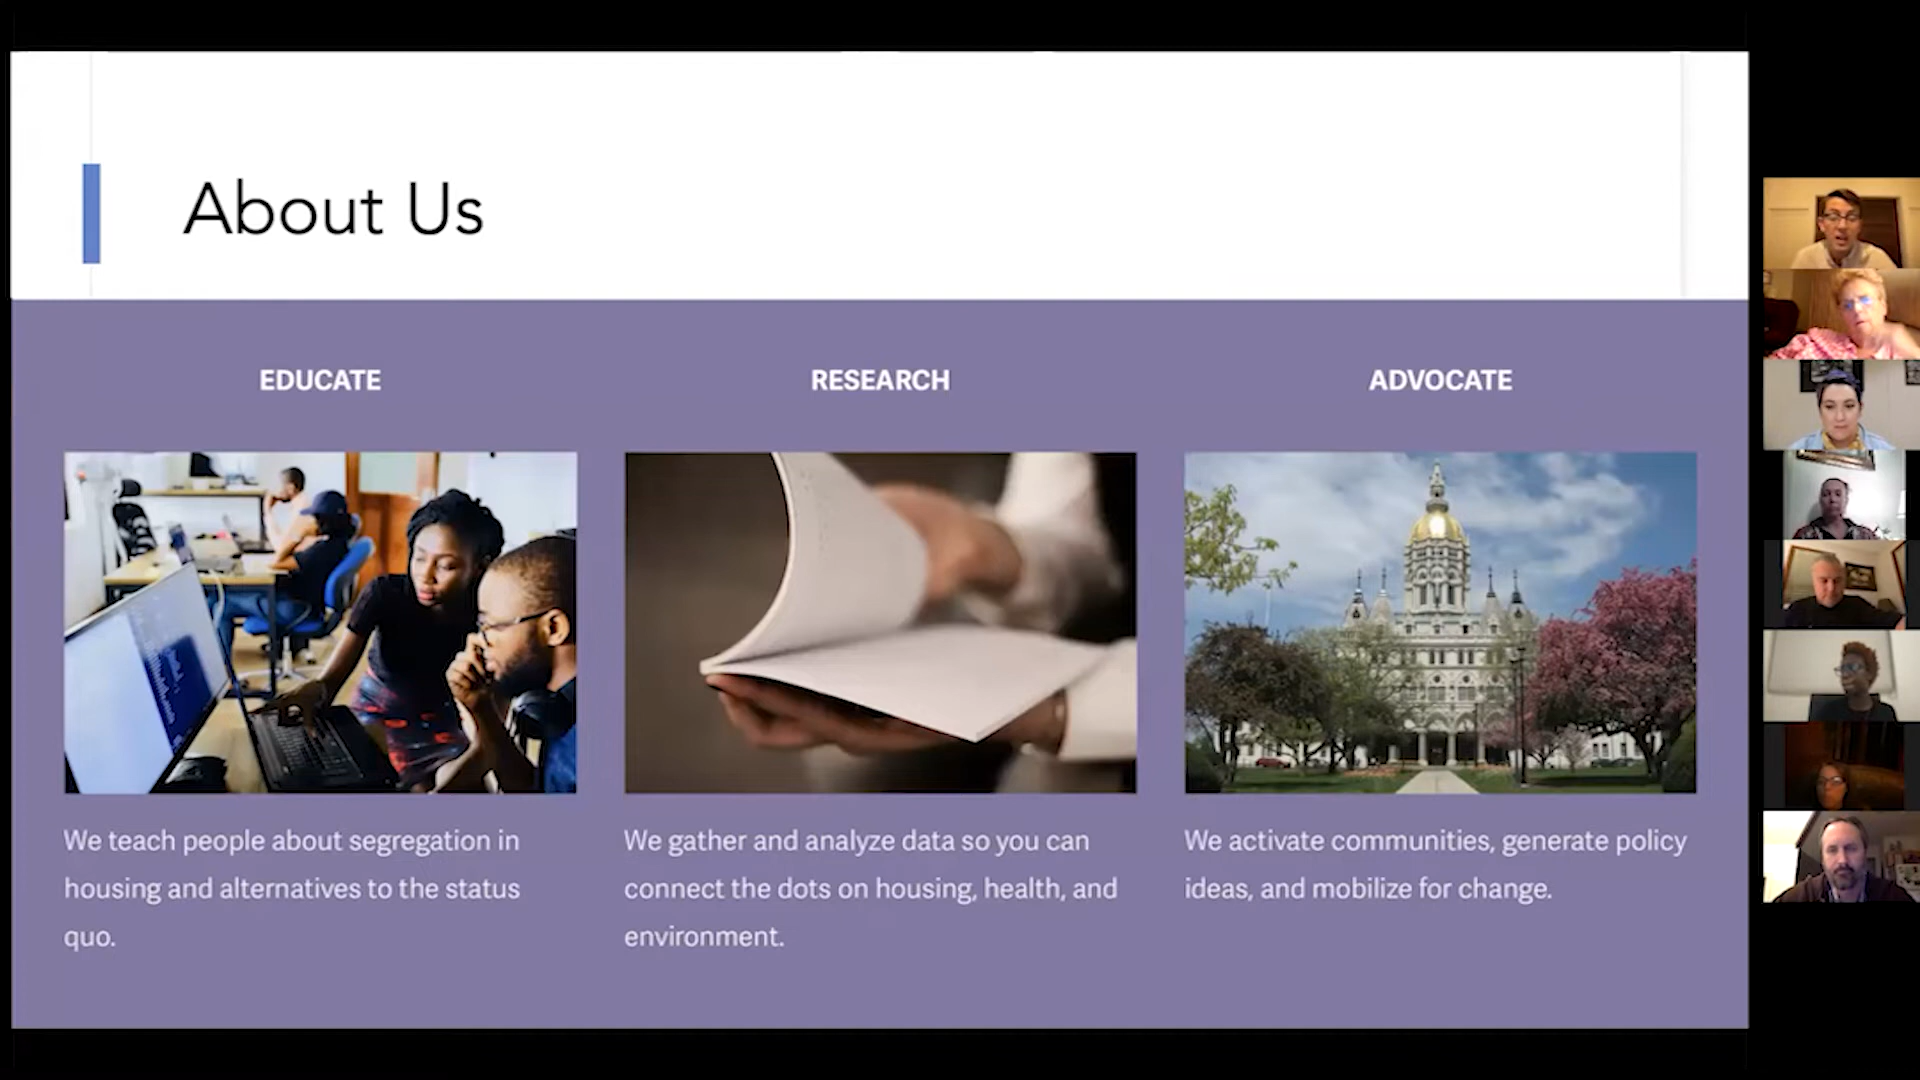 About Us
EDUCATE
We teach people about segregation in
housing and alternatives to the status
quo.
RESEARCH
We gather and analyze data so you can
connect the dots on housing, health, and
environment.
ADVOCATE
We activate communities, generate policy
ideas, and mobilize for change.